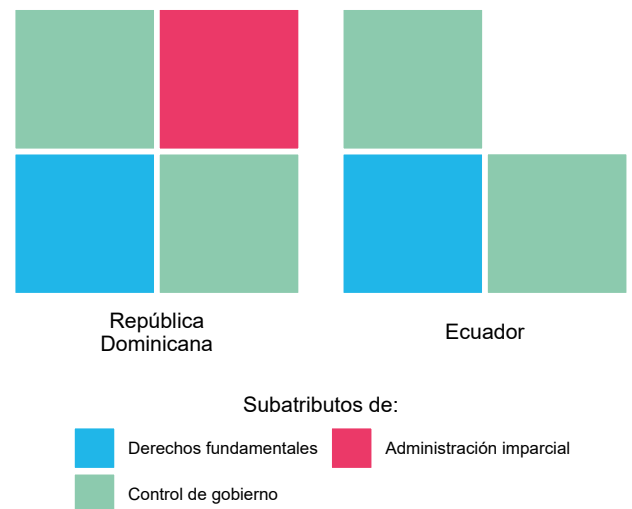 República
Dominicana
Ecuador
Subatributos de:
Derechos fundamentales
Administración imparcial
Control de gobierno